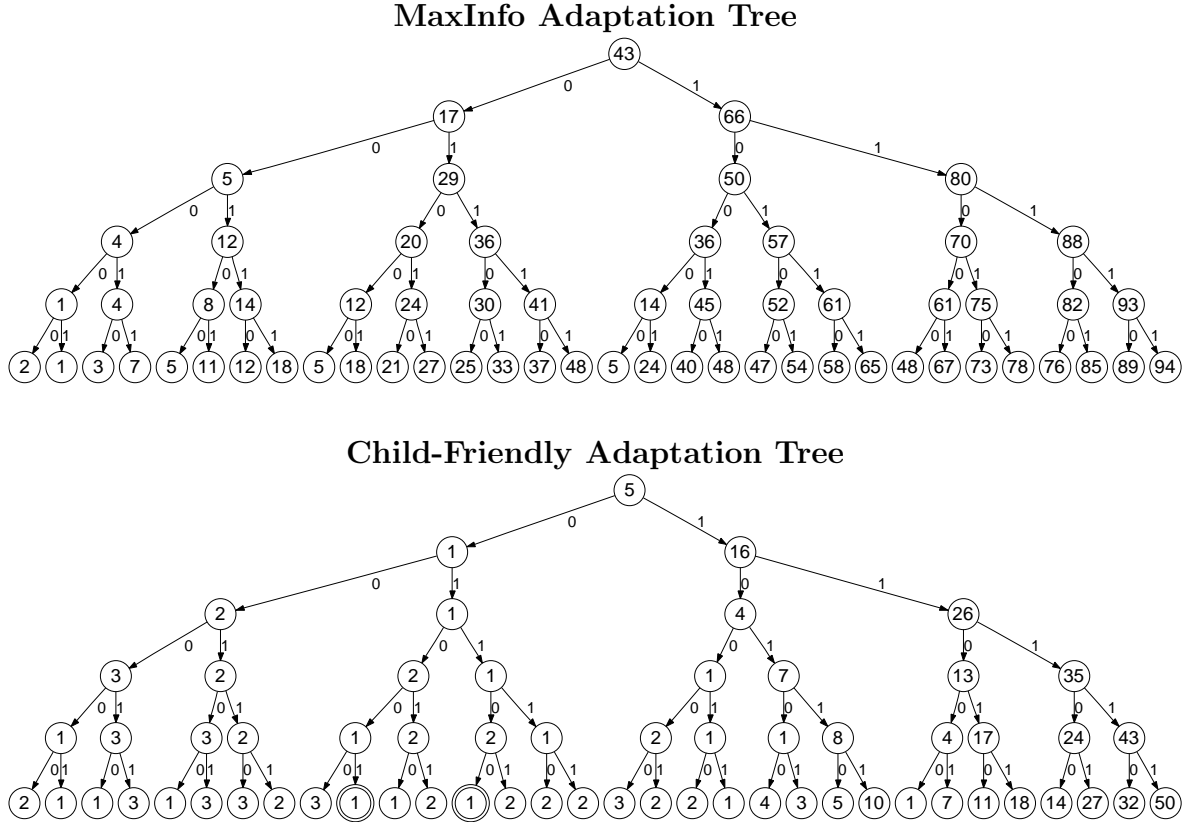 MaxInfo Adaptation Tree
43
0 1
17 66
0 1 0 1
5 29 50 80
0 1 0 1 0 1 0 1
4 12 20 36 36 57 70 88
0 1 0 1 0 1 0 1 0 1 0 1 0 1 0 1
1 4 8 14 12 24 30 41 14 45 52 61 61 75 82 93
0 1 0 1 0 1 0 1 0 1 0 1 0 1 0 1 0 1 0 1 0 1 0 1 0 1 0 1 0 1 0 1
2 1 3 7 5 11 12 18 5 18 21 27 25 33 37 48 5 24 40 48 47 54 58 65 48 67 73 78 76 85 89 94
Child-Friendly Adaptation Tree
5
0 1
1 16
0 1 0 1
2 1 4 26
0 1 0 1 0 1 0 1
3 2 2 1 1 7 13 35
0 1 0 1 0 1 0 1 0 1 0 1 0 1 0 1
1 3 3 2 1 2 2 1 2 1 1 8 4 17 24 43
0 1 0 1 0 1 0 1 0 1 0 1 0 1 0 1 0 1 0 1 0 1 0 1 0 1 0 1 0 1 0 1
2 1 1 3 1 3 3 2 3 1 1 2 1 2 2 2 3 2 2 1 4 3 5 10 1 7 11 18 14 27 32 50